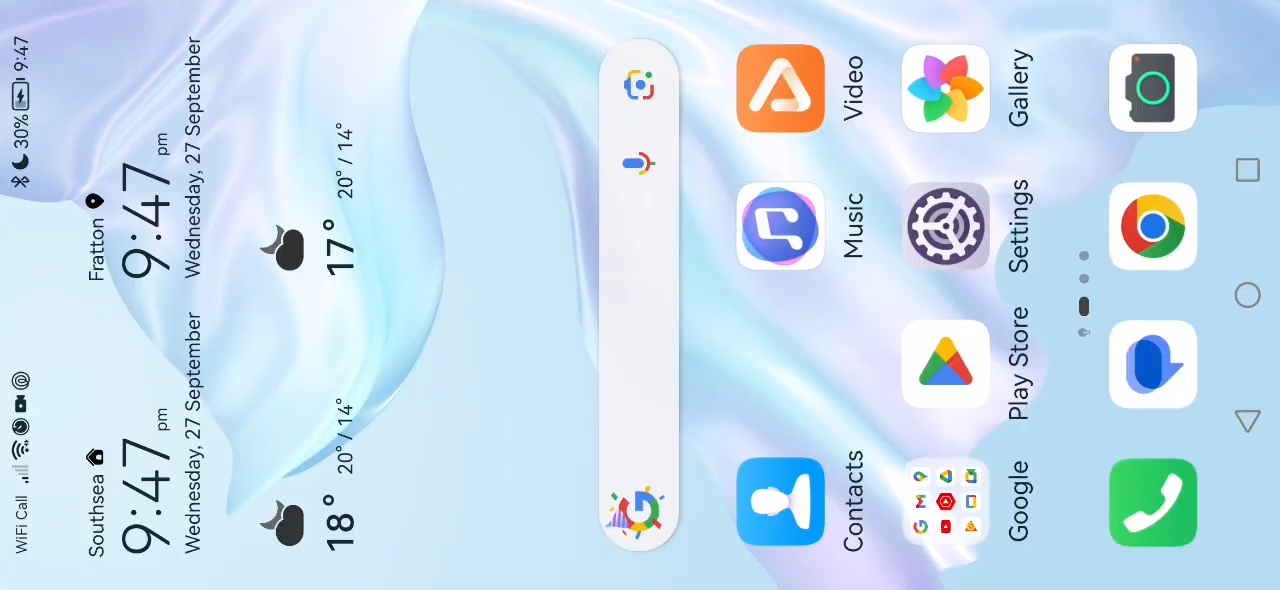 WiFi Call
30% 9:47
Southsea
Fratton
9:47 pm
9:47 pm
Wednesday, 27 September
Wednesday, 27 September
18° 20° / 14°
17° 20° / 14°
Contacts
Music
Video
Google
Play Store
Settings
Gallery